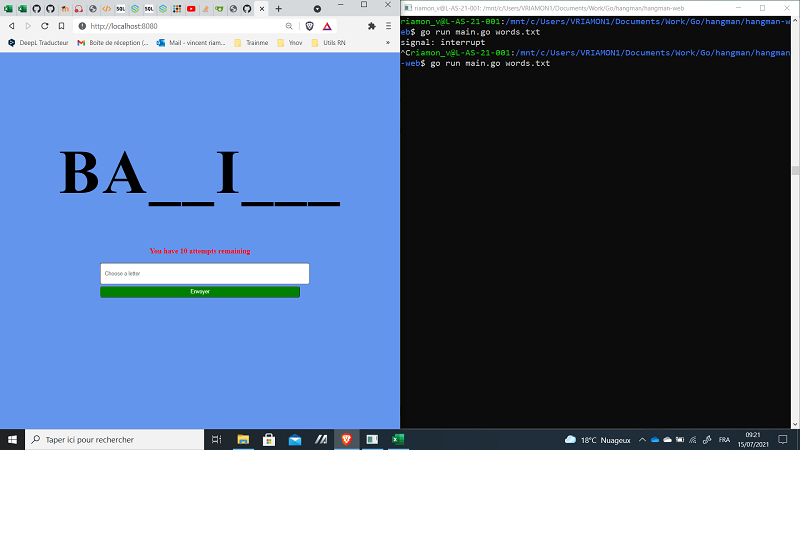 http://localhost:8080
DeepL Traducteur
Boîte de réception (...
Mail - vincent riam...
Trainme
Ynov
Utils RN
»
BA__I___
You have 10 attempts remaining
Choose a letter
Envoyer
riamon_v@L-AS-21-001: /mnt/c/Users/VRIAMON1/Documents/Work/Go/hangman/hangman-web
riamon_v@L-AS-21-001:/mnt/c/Users/VRIAMON1/Documents/Work/Go/hangman/hangman-w
eb$ go run main.go words.txt
signal: interrupt
^Criamon_v@L-AS-21-001:/mnt/c/Users/VRIAMON1/Documents/Work/Go/hangman/hangman
-web$ go run main.go words.txt
Taper ici pour rechercher
18°C Nuageux
FRA
09:21
15/07/2021